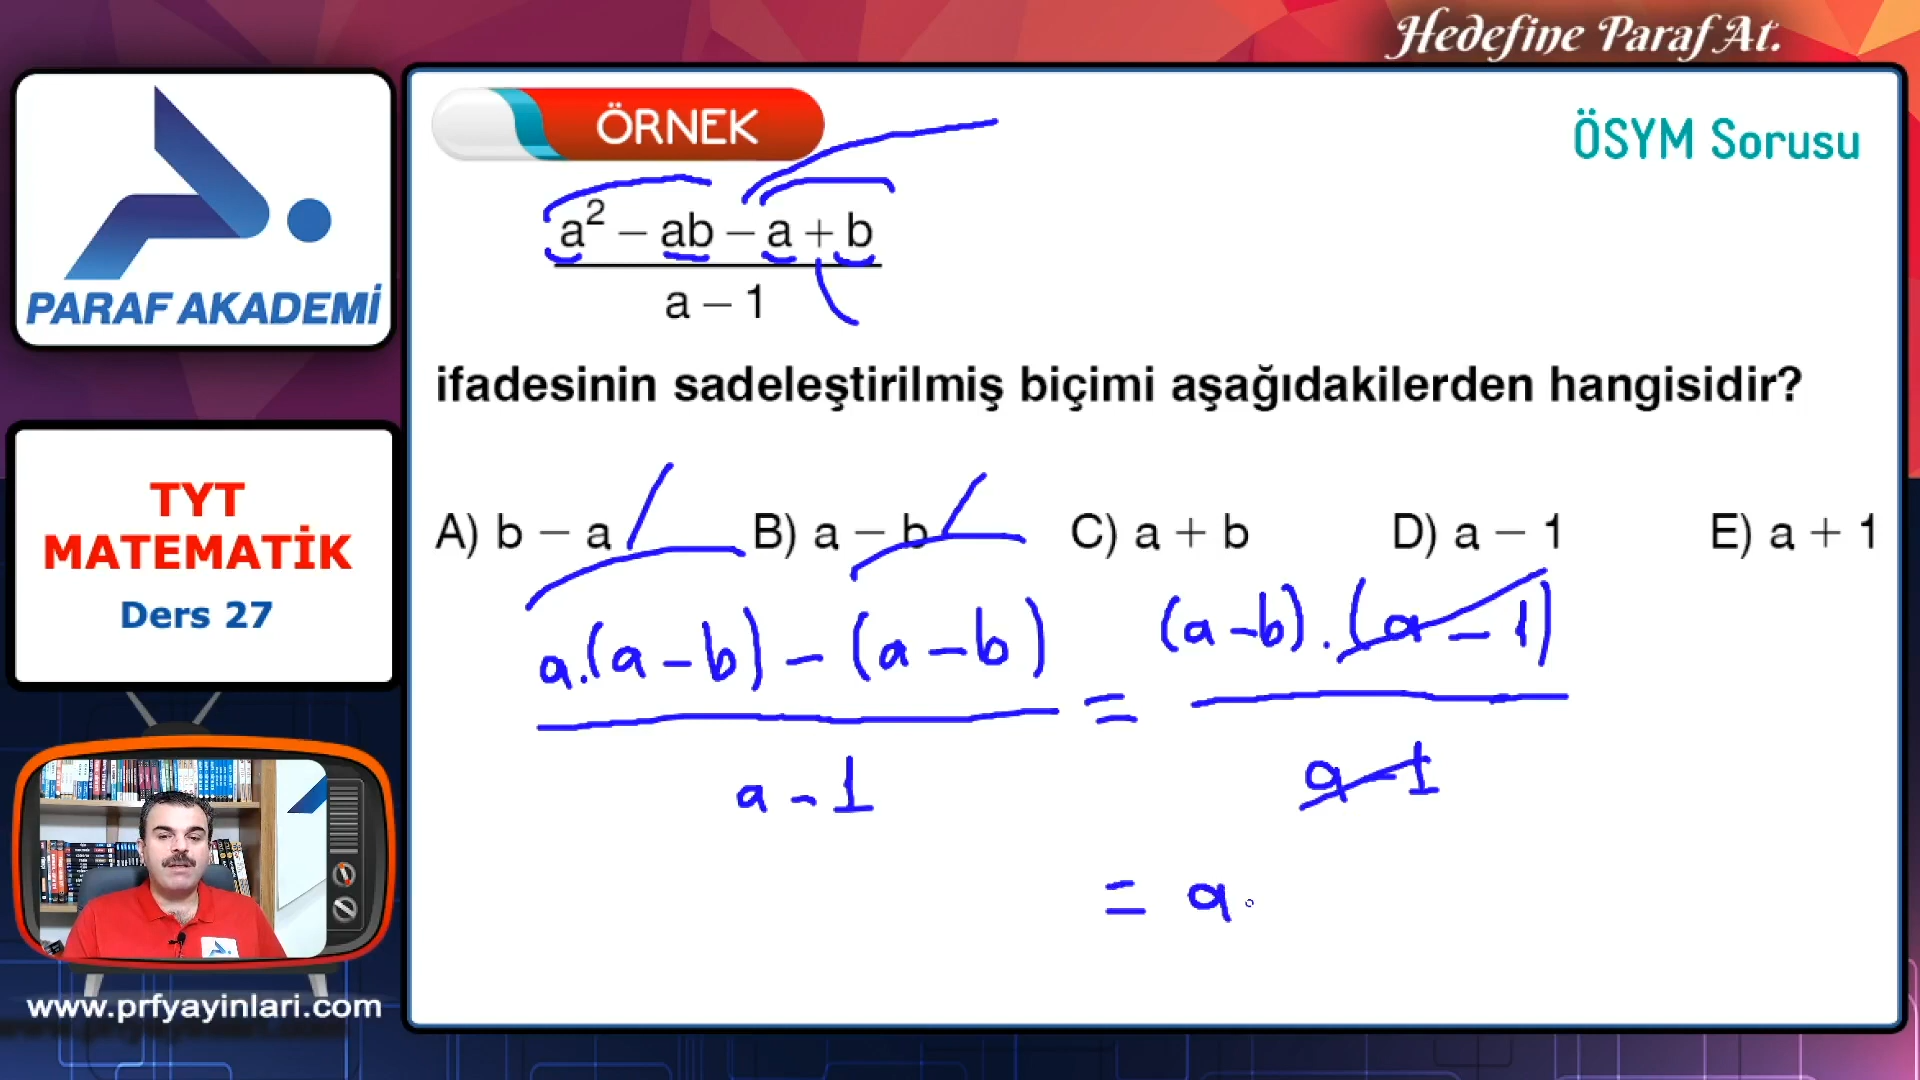 Hedefine Paraf At.
PARAF AKADEMİ
ÖRNEK
ÖSYM Sorusu
a² − ab − a + b
a − 1
ifadesinin sadeleştirilmiş biçimi aşağıdakilerden hangisidir?
A) b − a B) a − b C) a + b D) a − 1 E) a + 1
TYT
MATEMATİK
Ders 27
a.(a−b) − (a−b) = (a−b).(a−1)
a − 1 a−1
= a
www.prfyayinlari.com